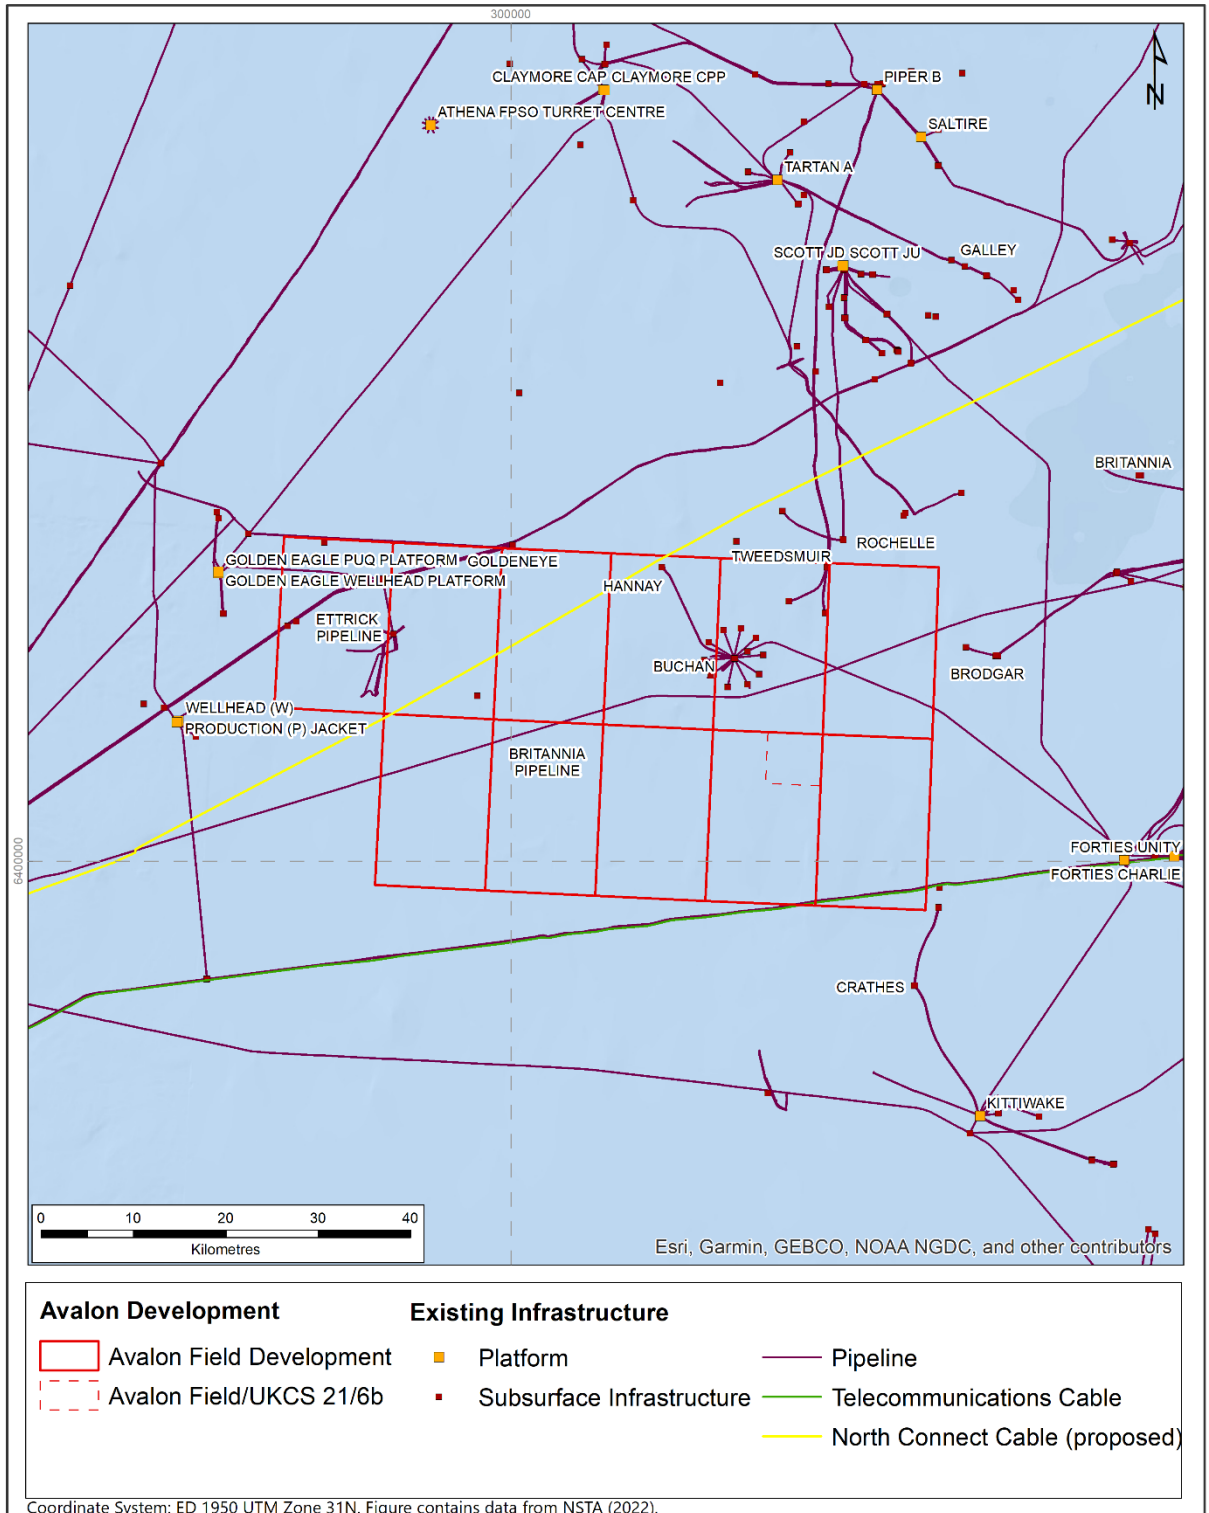 300000
N
CLAYMORE CAP CLAYMORE CPP
PIPER B
ATHENA FPSO TURRET CENTRE
SALTIRE
TARTAN A
SCOTT JD SCOTT JU
GALLEY
BRITANNIA
ROCHELLE
TWEEDSMUIR
GOLDEN EAGLE PUQ PLATFORM
GOLDENEYE
GOLDEN EAGLE WELLHEAD PLATFORM
HANNAY
ETTRICK
PIPELINE
BUCHAN
BRODGAR
WELLHEAD (W)
PRODUCTION (P) JACKET
BRITANNIA
PIPELINE
6400000
FORTIES UNITY
FORTIES CHARLIE
CRATHES
KITTIWAKE
0 10 20 30 40
Kilometres
Esri, Garmin, GEBCO, NOAA NGDC, and other contributors
Avalon Development
Avalon Field Development
Avalon Field/UKCS 21/6b
Existing Infrastructure
Platform
Subsurface Infrastructure
Pipeline
Telecommunications Cable
North Connect Cable (proposed)
Coordinate System: ED 1950 UTM Zone 31N. Figure contains data from NSTA (2022).